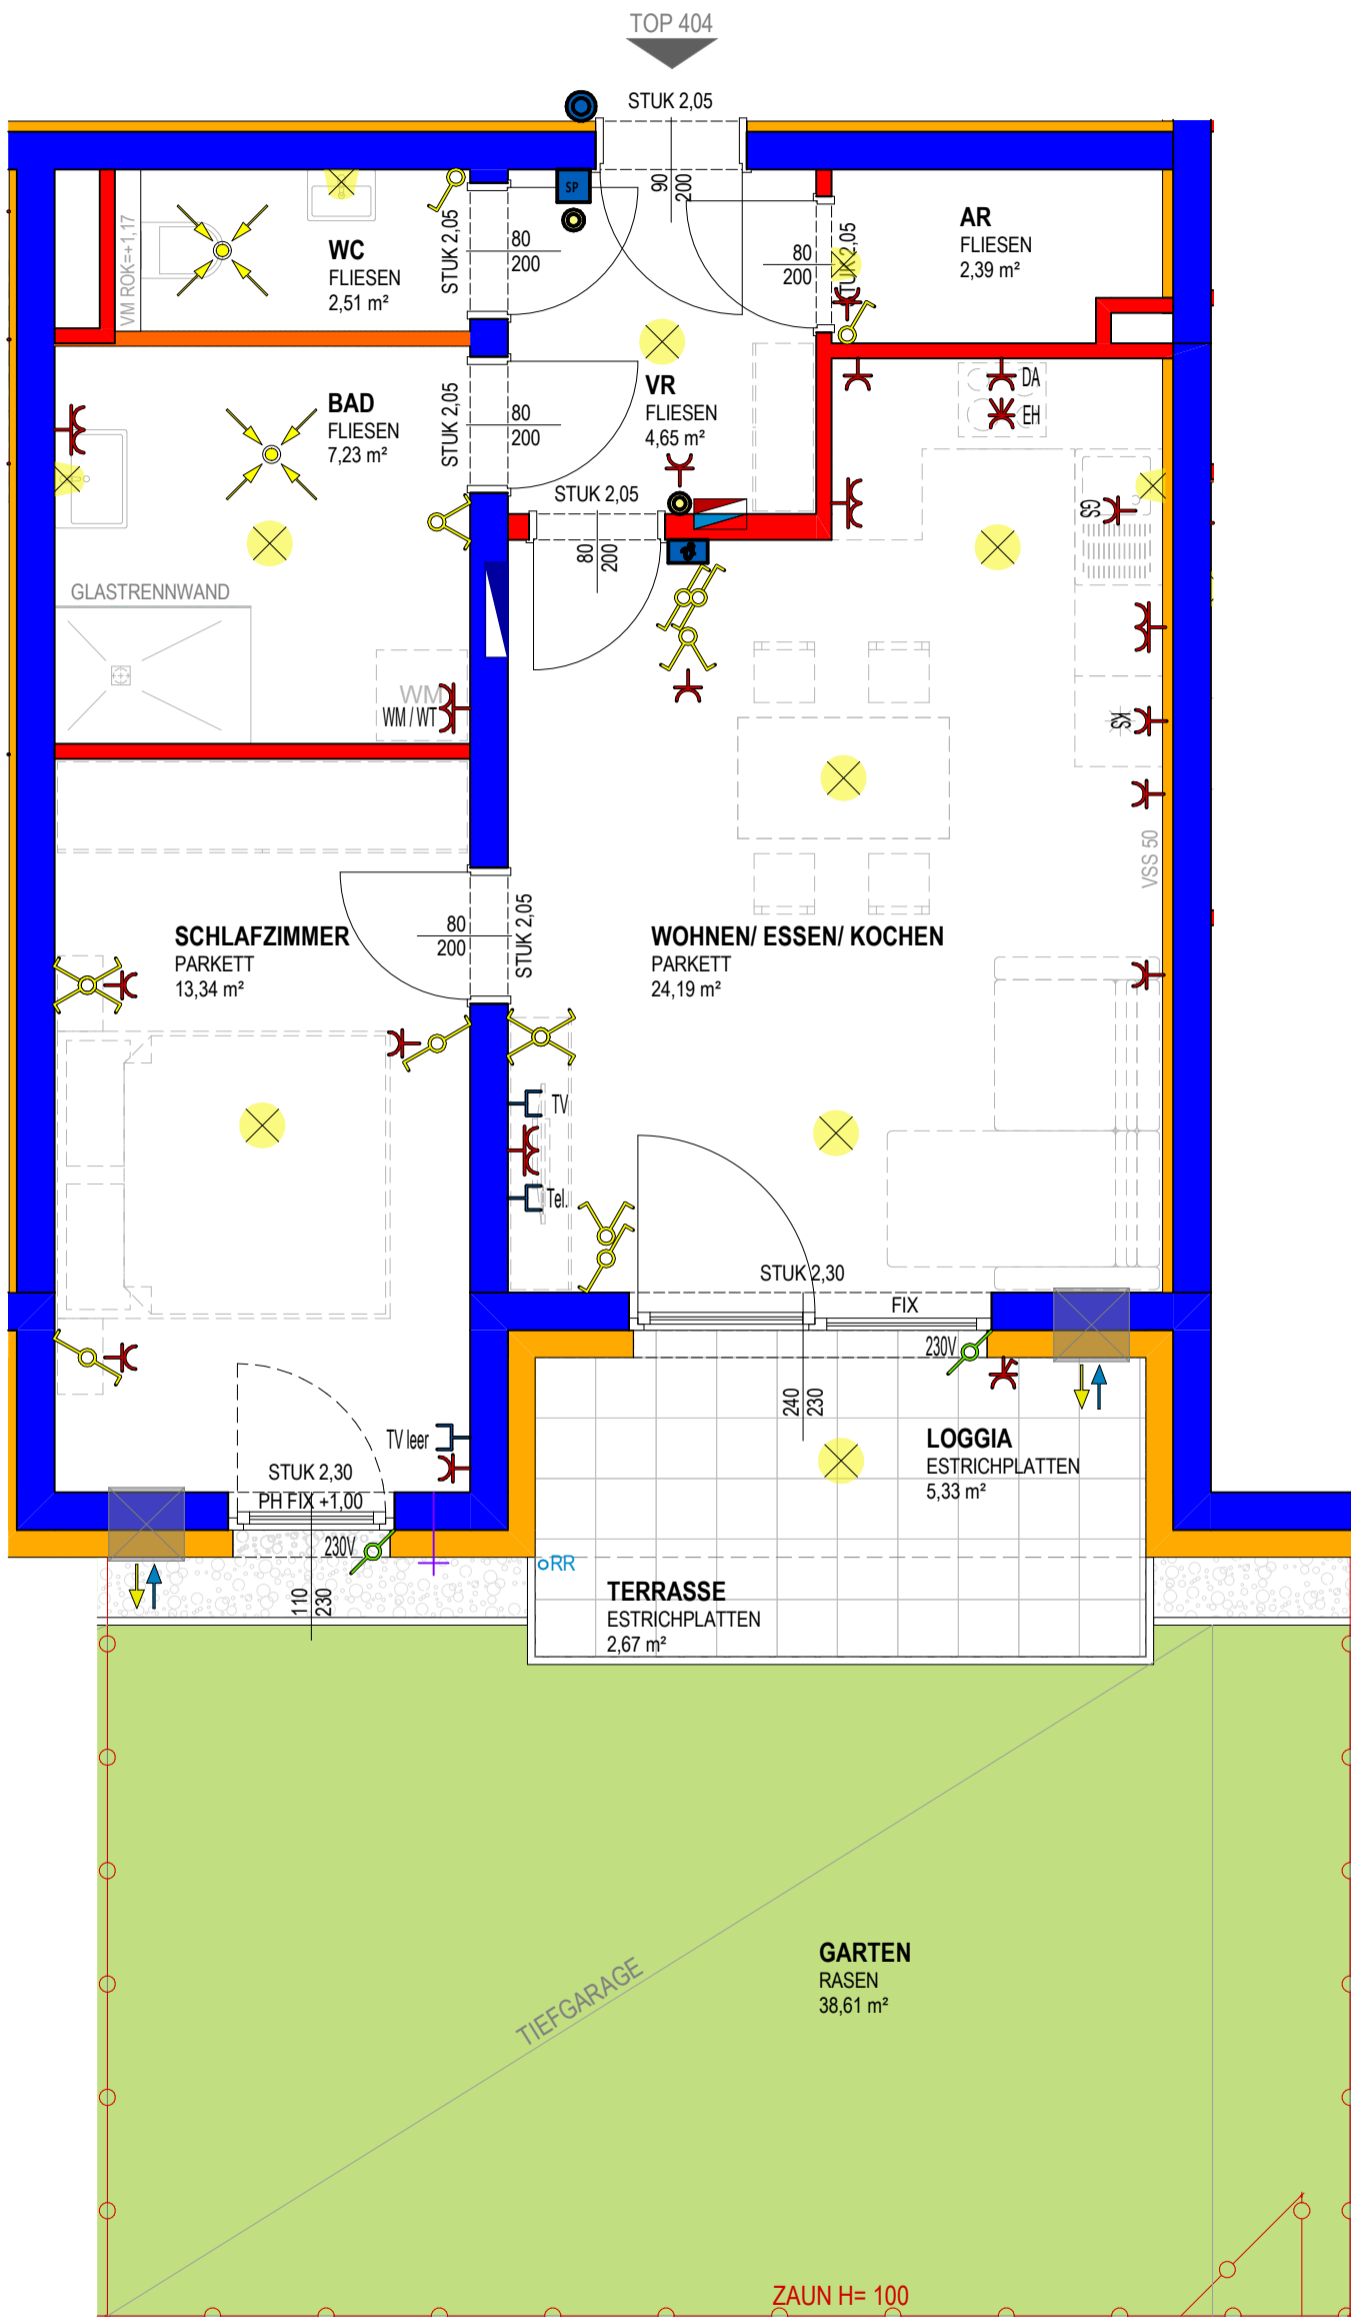 TOP 404
STUK 2,05
90
200
SP
VM ROK=+1,17
WC
FLIESEN
2,51 m²
STUK 2,05
80
200
80
200
STUK 2,05
AR
FLIESEN
2,39 m²
BAD
FLIESEN
7,23 m²
STUK 2,05
80
200
VR
FLIESEN
4,65 m²
DA
EH
GS
STUK 2,05
80
200
GLASTRENNWAND
WM
WM / WT
KS
VSS 50
SCHLAFZIMMER
PARKETT
13,34 m²
80
200
STUK 2,05
WOHNEN/ ESSEN/ KOCHEN
PARKETT
24,19 m²
TV
Tel.
STUK 2,30
FIX
230V
240
230
TV leer
STUK 2,30
PH FIX +1,00
230V
110
230
LOGGIA
ESTRICHPLATTEN
5,33 m²
RR
TERRASSE
ESTRICHPLATTEN
2,67 m²
TIEFGARAGE
GARTEN
RASEN
38,61 m²
ZAUN H= 100